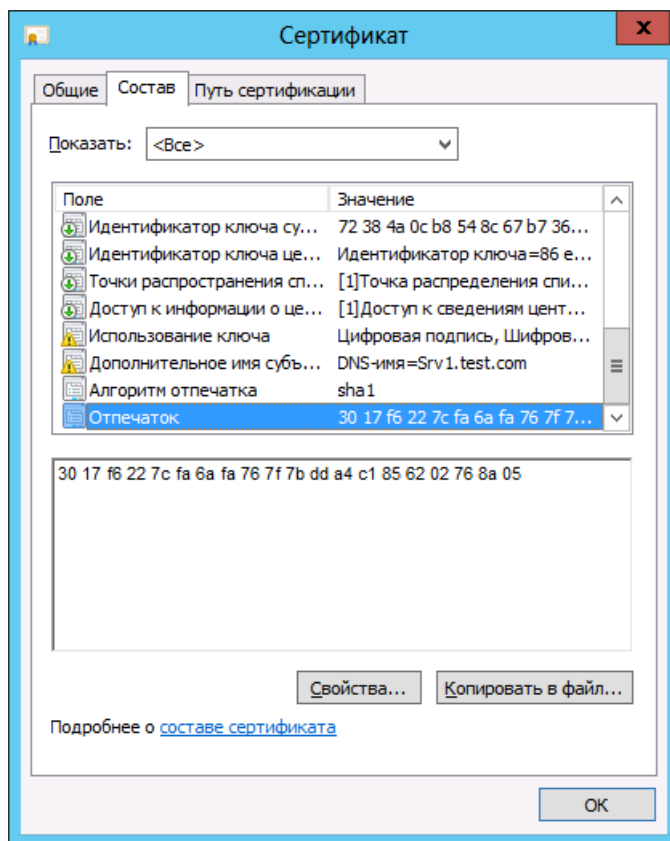 Сертификат
Общие Состав Путь сертификации
Показать: <Все>
Поле Значение
Идентификатор ключа су... 72 38 4a 0c b8 54 8c 67 b7 36...
Идентификатор ключа це... Идентификатор ключа=86 e...
Точки распространения сп... [1]Точка распределения спи...
Доступ к информации о це... [1]Доступ к сведениям цент...
Использование ключа Цифровая подпись, Шифров...
Дополнительное имя субъ... DNS-имя=Srv1.test.com
Алгоритм отпечатка sha1
Отпечаток 30 17 f6 22 7c fa 6a fa 76 7f 7...
30 17 f6 22 7c fa 6a fa 76 7f 7b dd a4 c1 85 62 02 76 8a 05
Свойства... Копировать в файл...
Подробнее о составе сертификата
ОК